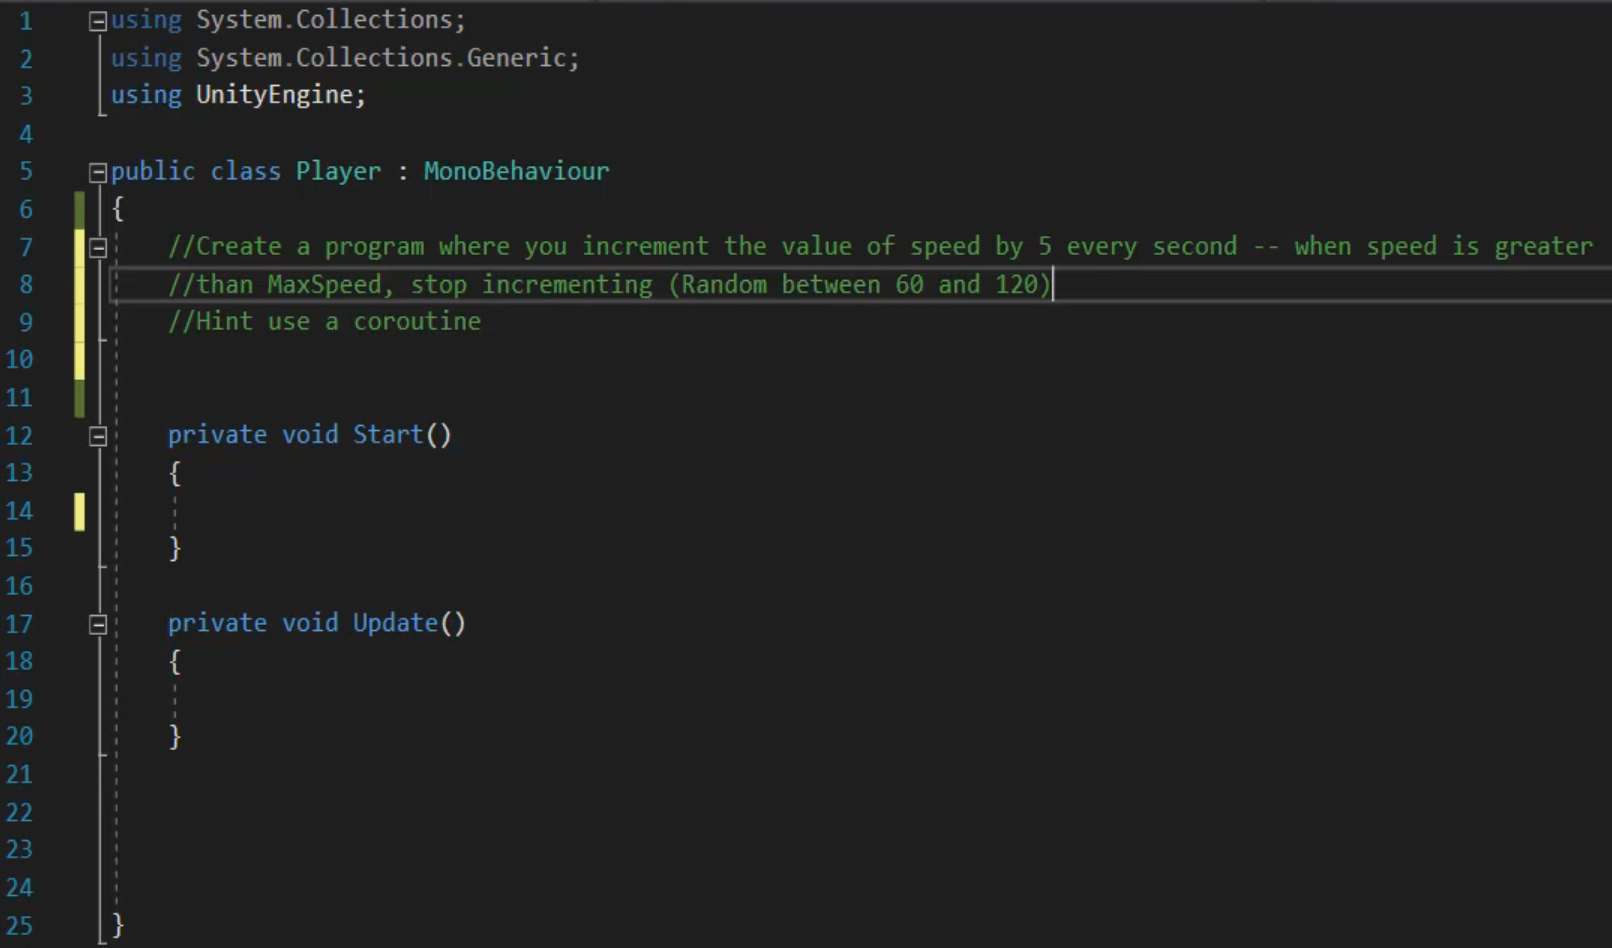 1 using System.Collections;
2 using System.Collections.Generic;
3 using UnityEngine;
4
5 public class Player : MonoBehaviour
6 {
7 //Create a program where you increment the value of speed by 5 every second -- when speed is greater
8 //than MaxSpeed, stop incrementing (Random between 60 and 120)
9 //Hint use a coroutine
10
11
12 private void Start()
13 {
14
15 }
16
17 private void Update()
18 {
19
20 }
21
22
23
24
25 }